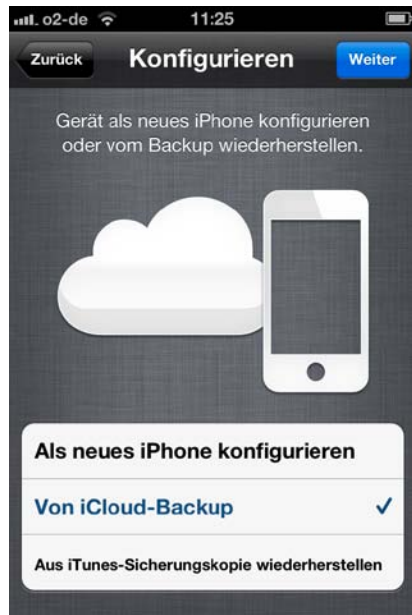 o2-de 11:25
Zurück Konfigurieren Weiter
Gerät als neues iPhone konfigurieren
oder vom Backup wiederherstellen.
Als neues iPhone konfigurieren
Von iCloud-Backup
Aus iTunes-Sicherungskopie wiederherstellen